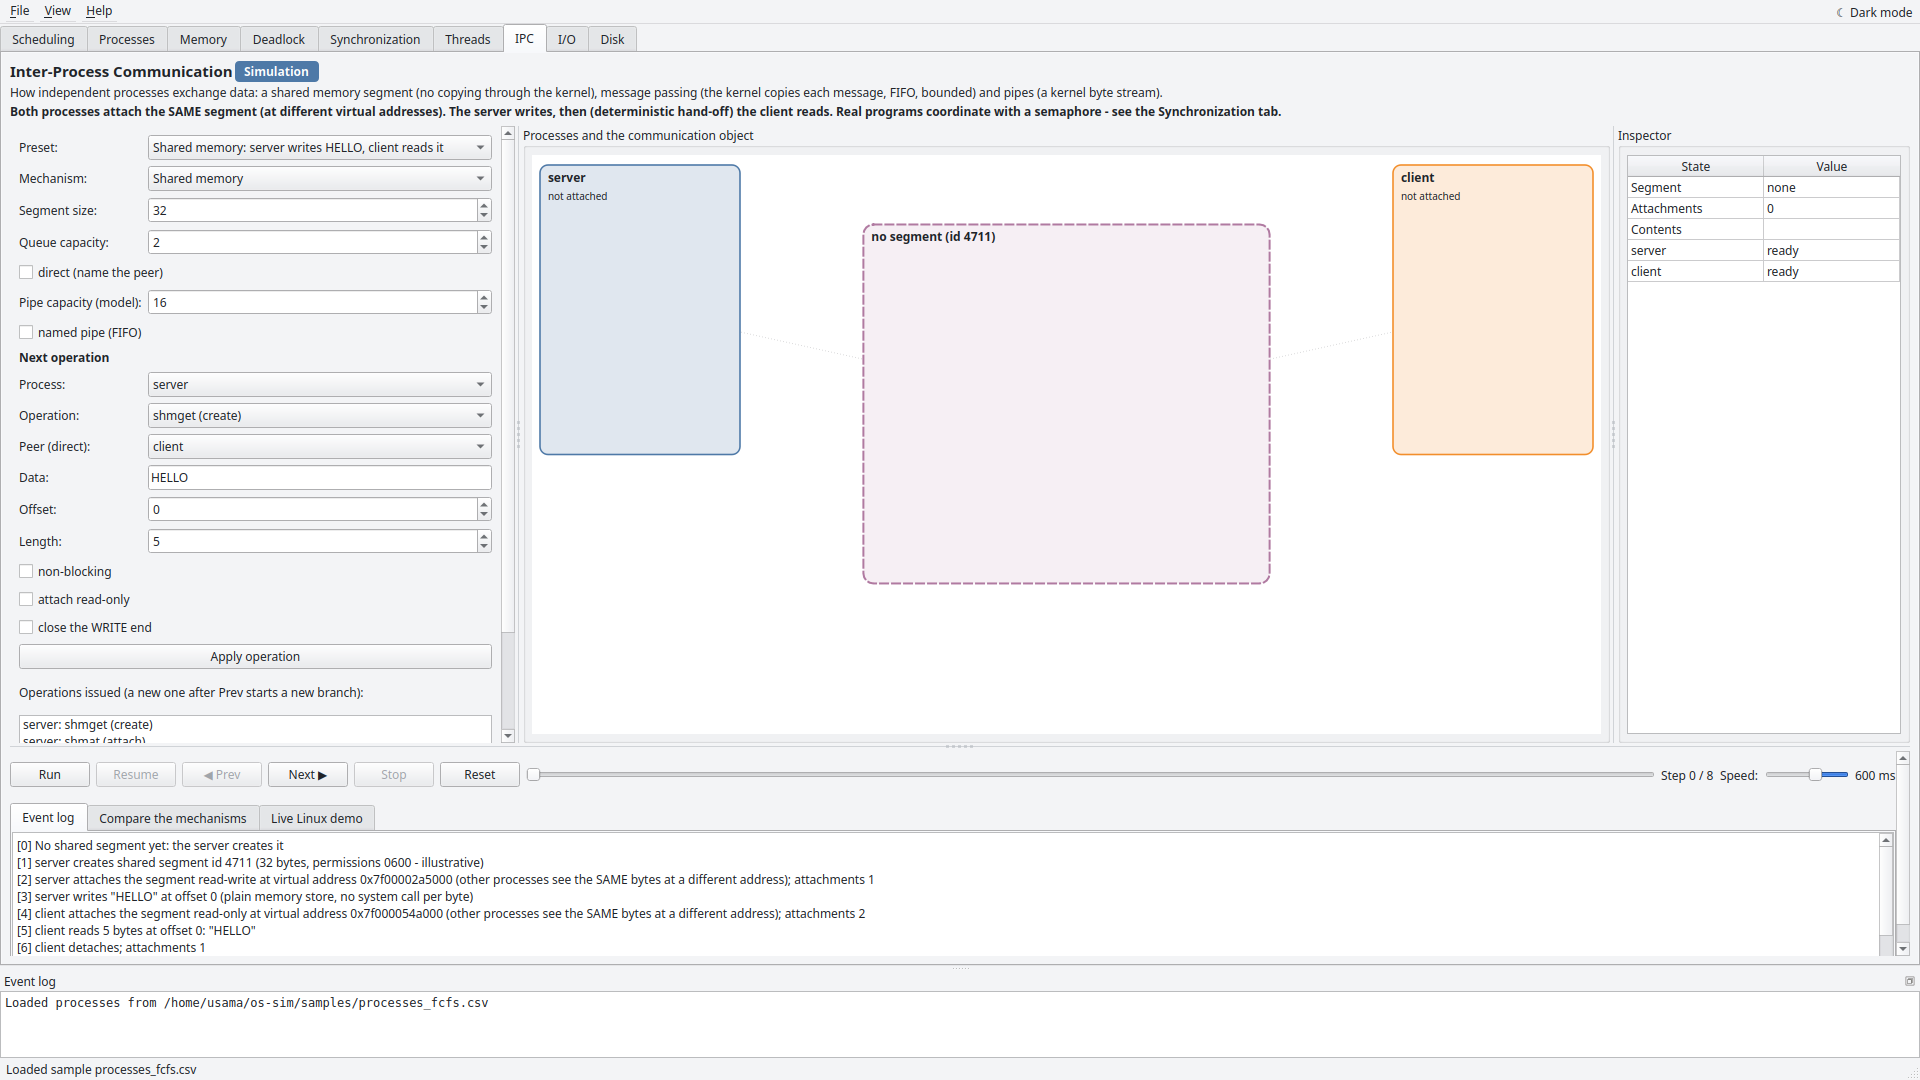 File View Help
☾ Dark mode
Scheduling Processes Memory Deadlock Synchronization Threads IPC I/O Disk
Inter-Process Communication Simulation
How independent processes exchange data: a shared memory segment (no copying through the kernel), message passing (the kernel copies each message, FIFO, bounded) and pipes (a kernel byte stream).
Both processes attach the SAME segment (at different virtual addresses). The server writes, then (deterministic hand-off) the client reads. Real programs coordinate with a semaphore - see the Synchronization tab.
Preset: Shared memory: server writes HELLO, client reads it
Mechanism: Shared memory
Segment size: 32
Queue capacity: 2
direct (name the peer)
Pipe capacity (model): 16
named pipe (FIFO)
Next operation
Process: server
Operation: shmget (create)
Peer (direct): client
Data: HELLO
Offset: 0
Length: 5
non-blocking
attach read-only
close the WRITE end
Apply operation
Operations issued (a new one after Prev starts a new branch):
server: shmget (create)
server: shmat (attach)
Processes and the communication object
server
not attached
no segment (id 4711)
client
not attached
Inspector
State Value
Segment none
Attachments 0
Contents
server ready
client ready
Run Resume ◀ Prev Next ▶ Stop Reset Step 0 / 8 Speed: 600 ms
Event log Compare the mechanisms Live Linux demo
[0] No shared segment yet: the server creates it
[1] server creates shared segment id 4711 (32 bytes, permissions 0600 - illustrative)
[2] server attaches the segment read-write at virtual address 0x7f00002a5000 (other processes see the SAME bytes at a different address); attachments 1
[3] server writes "HELLO" at offset 0 (plain memory store, no system call per byte)
[4] client attaches the segment read-only at virtual address 0x7f000054a000 (other processes see the SAME bytes at a different address); attachments 2
[5] client reads 5 bytes at offset 0: "HELLO"
[6] client detaches; attachments 1
Event log
Loaded processes from /home/usama/os-sim/samples/processes_fcfs.csv
Loaded sample processes_fcfs.csv